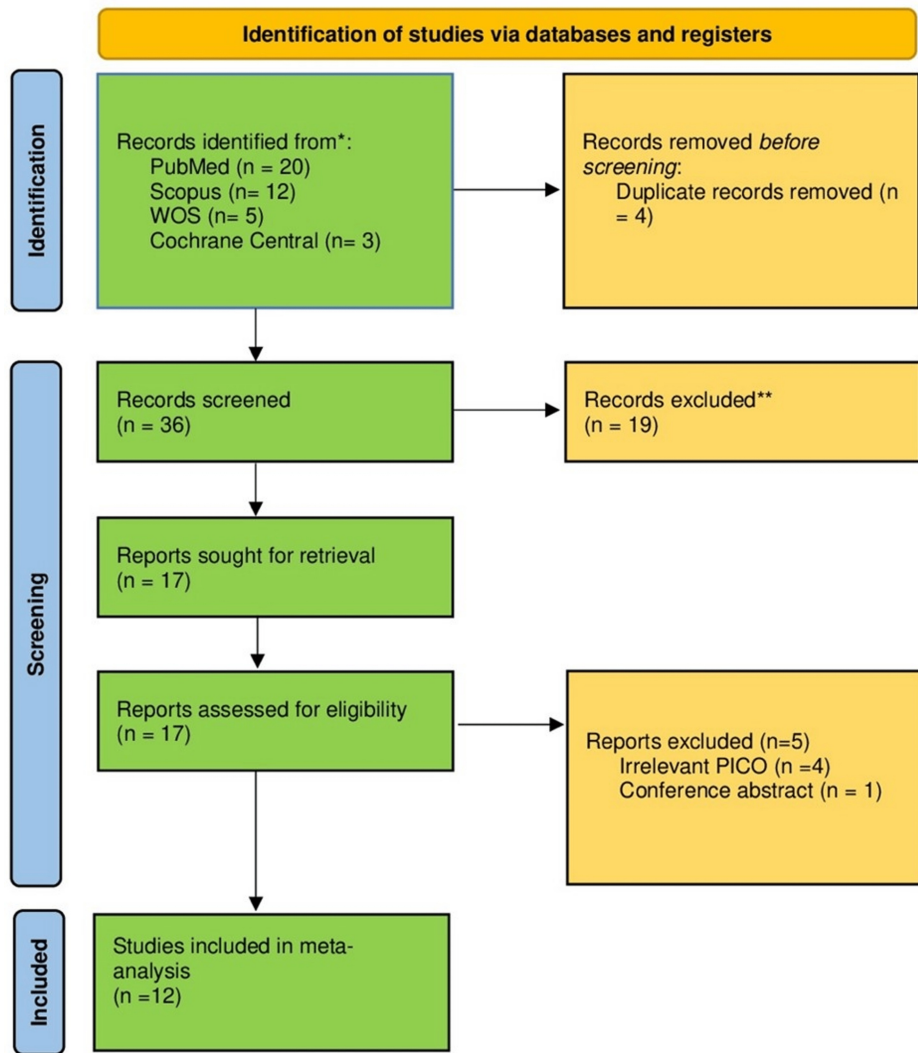 Identification of studies via databases and registers
Identification
Records identified from*:
PubMed (n = 20)
Scopus (n= 12)
WOS (n= 5)
Cochrane Central (n= 3)
Records removed before
screening:
Duplicate records removed (n
= 4)
Screening
Records screened
(n = 36)
Records excluded**
(n = 19)
Reports sought for retrieval
(n = 17)
Reports assessed for eligibility
(n = 17)
Reports excluded (n=5)
Irrelevant PICO (n =4)
Conference abstract (n = 1)
Included
Studies included in meta-
analysis
(n =12)